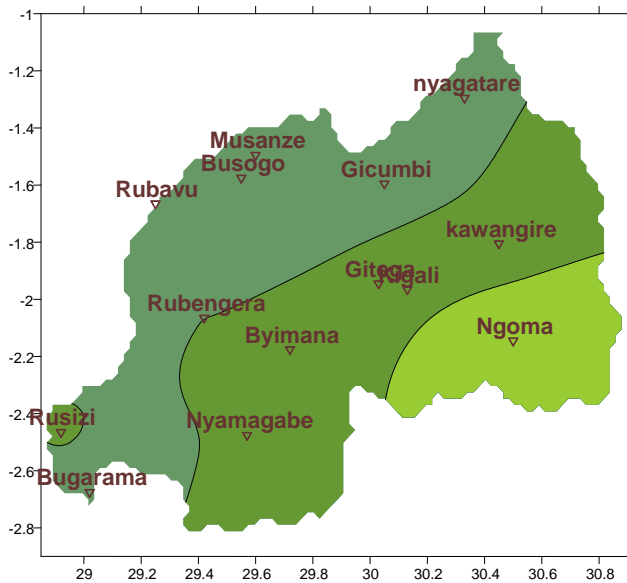 -1
-1.2
nyagatare
-1.4
Musanze
Busogo
Gicumbi
-1.6
Rubavu
kawangire
-1.8
Gitega
Kigali
-2
Rubengera
Ngoma
Byimana
-2.2
-2.4
Rusizi
Nyamagabe
-2.6
Bugarama
-2.8
29 29.2 29.4 29.6 29.8 30 30.2 30.4 30.6 30.8